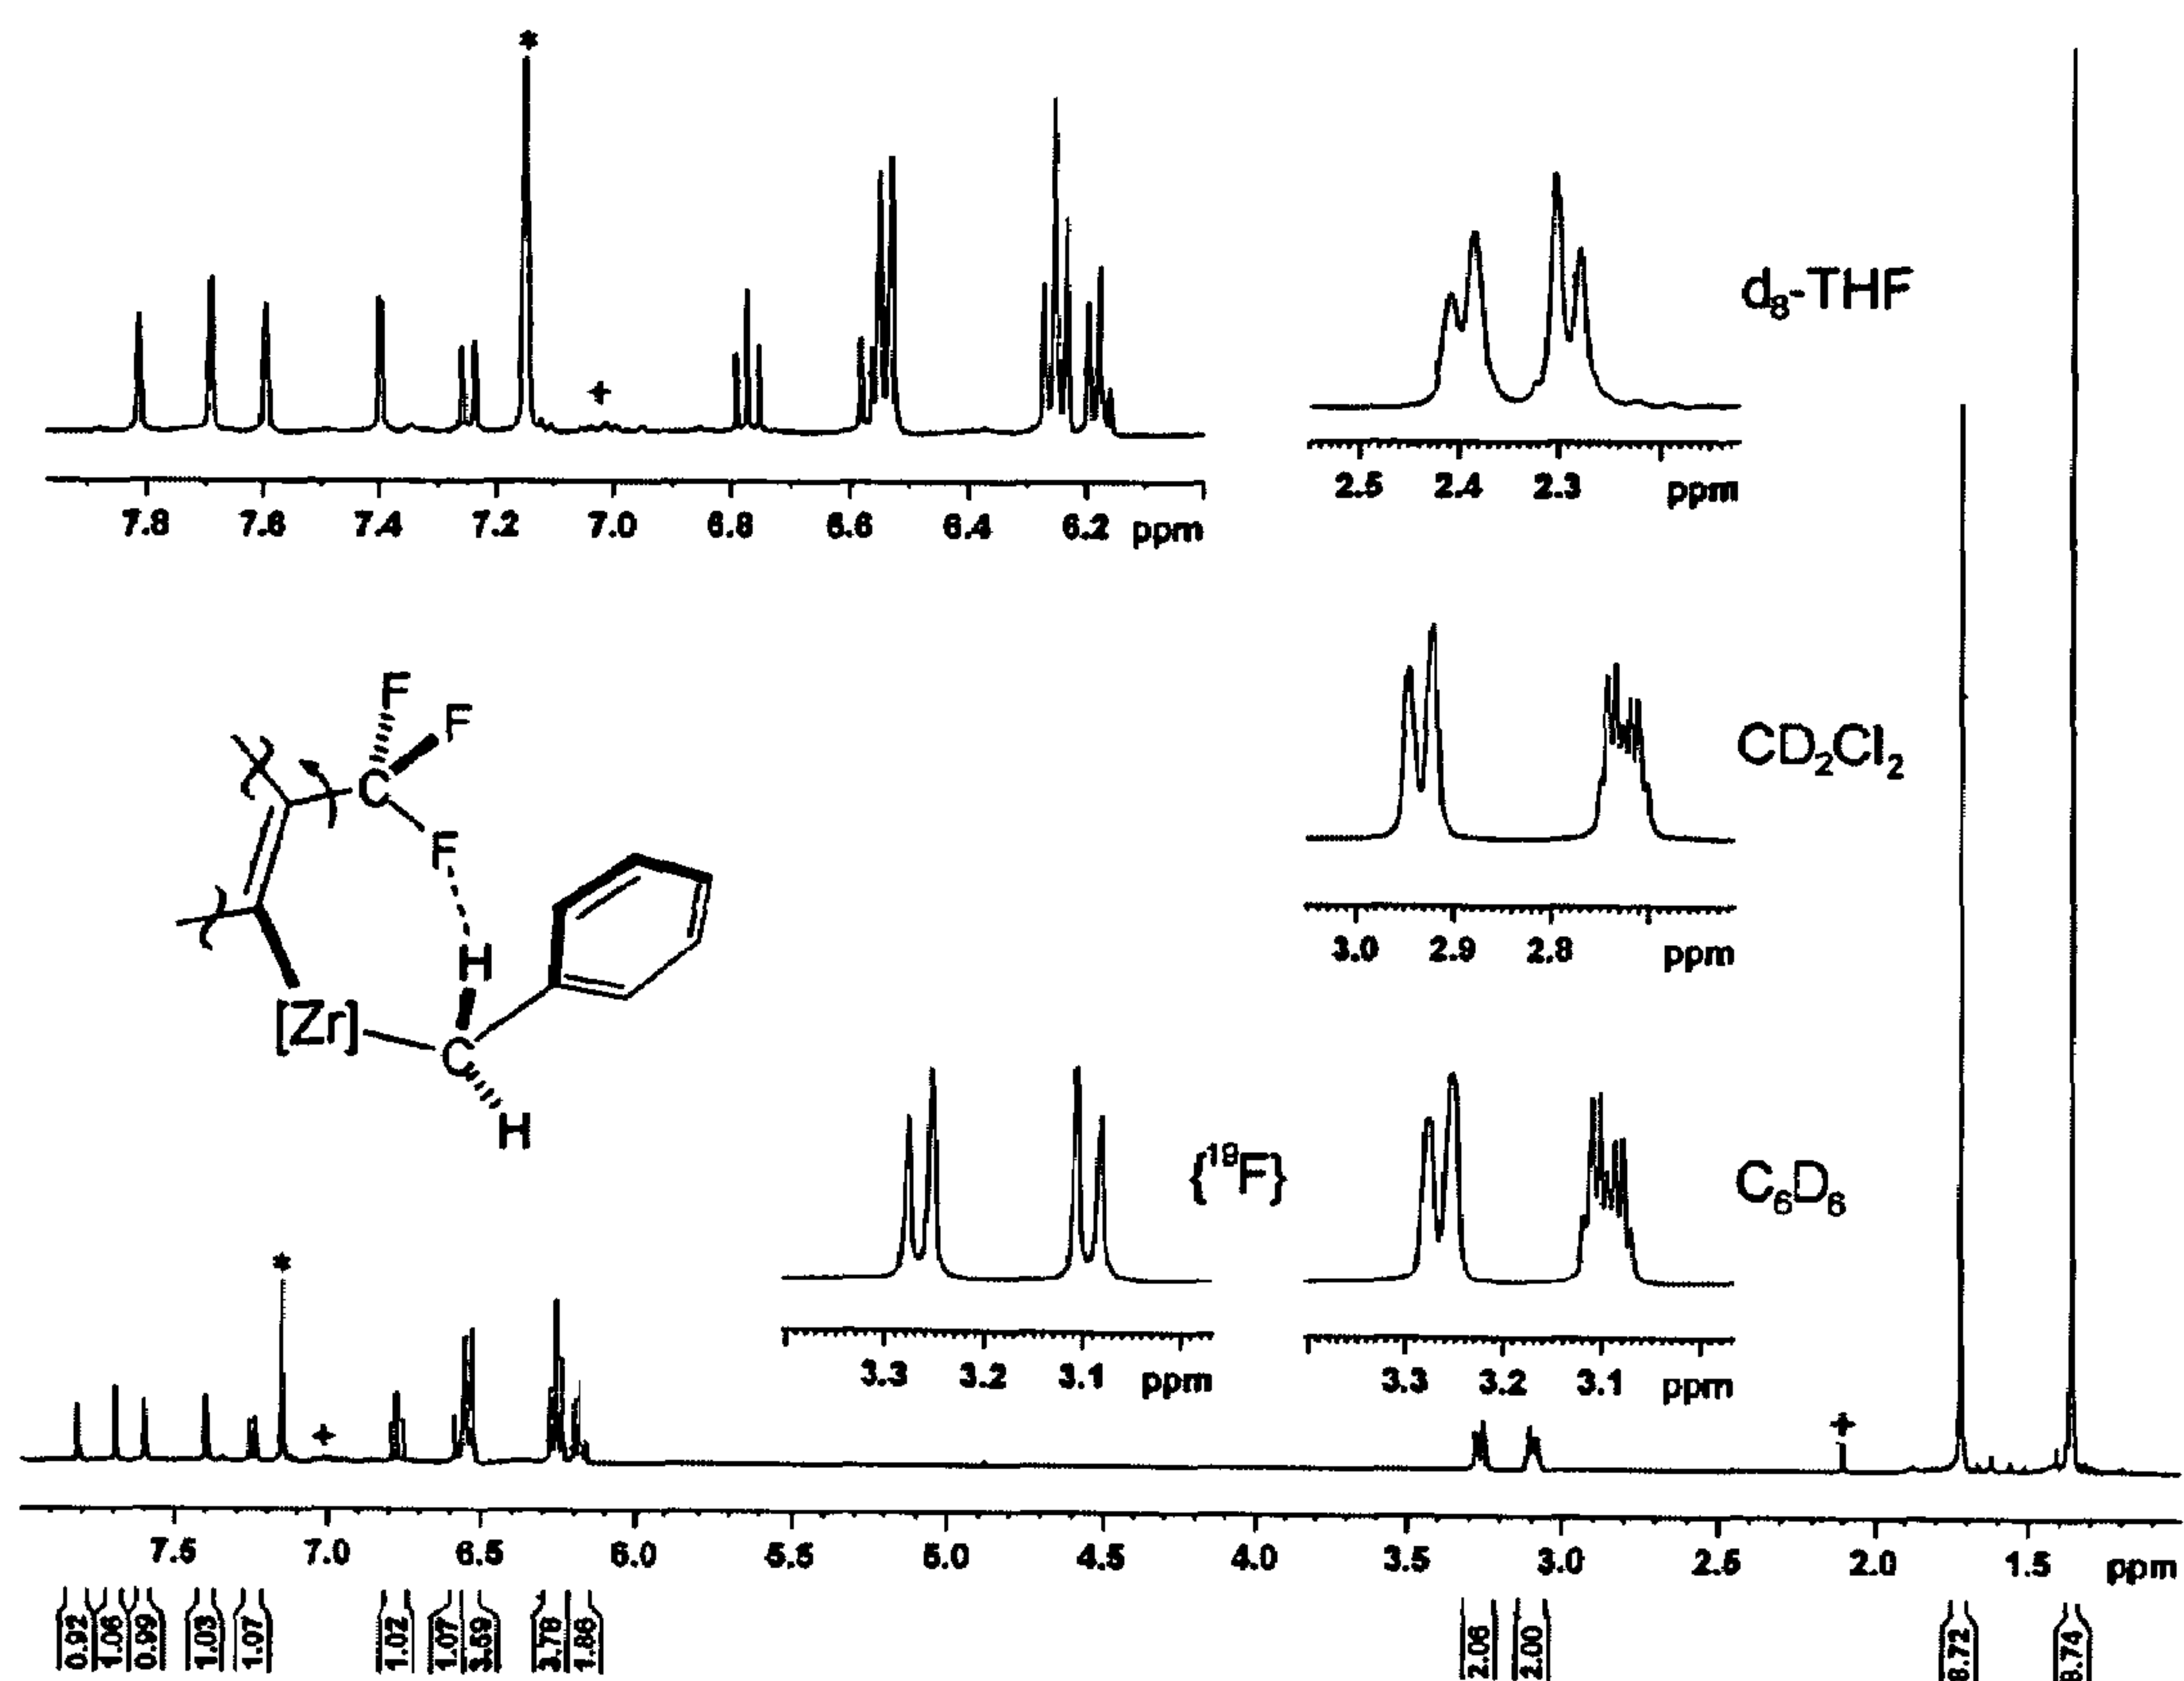 *
+
7.8 7.6 7.4 7.2 7.0 6.8 6.6 6.4 6.2 ppm
d8-THF
2.5 2.4 2.3 ppm
CD2Cl2
3.0 2.9 2.8 ppm
F
F
C
F
H
[Zr]
C
H
{19F}
3.3 3.2 3.1 ppm
C6D6
3.3 3.2 3.1 ppm
*
+
+
7.5 7.0 6.5 6.0 5.5 5.0 4.5 4.0 3.5 3.0 2.5 2.0 1.5 ppm
0.92 1.06 0.99 1.03 1.07 1.02 1.07 3.59 3.78 1.86 2.06 2.00 8.72 8.74